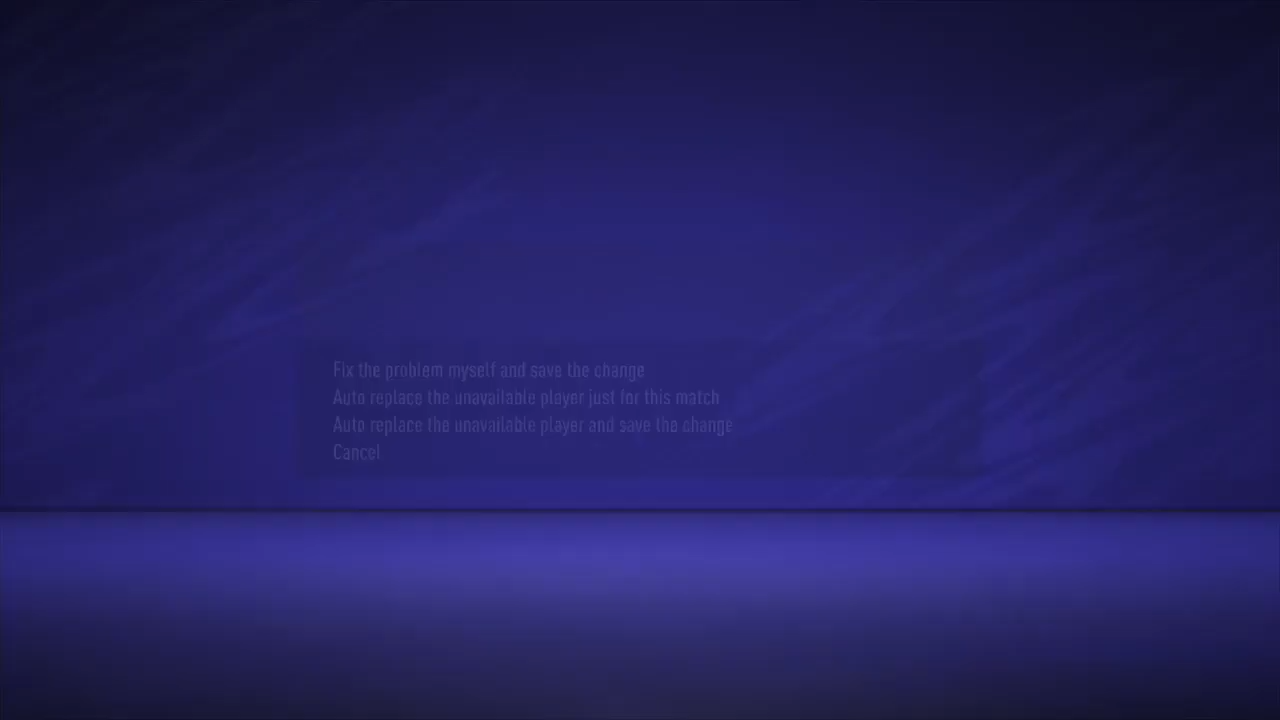 Fix the problem myself and save the change
Auto replace the unavailable player just for this match
Auto replace the unavailable player and save the change
Cancel